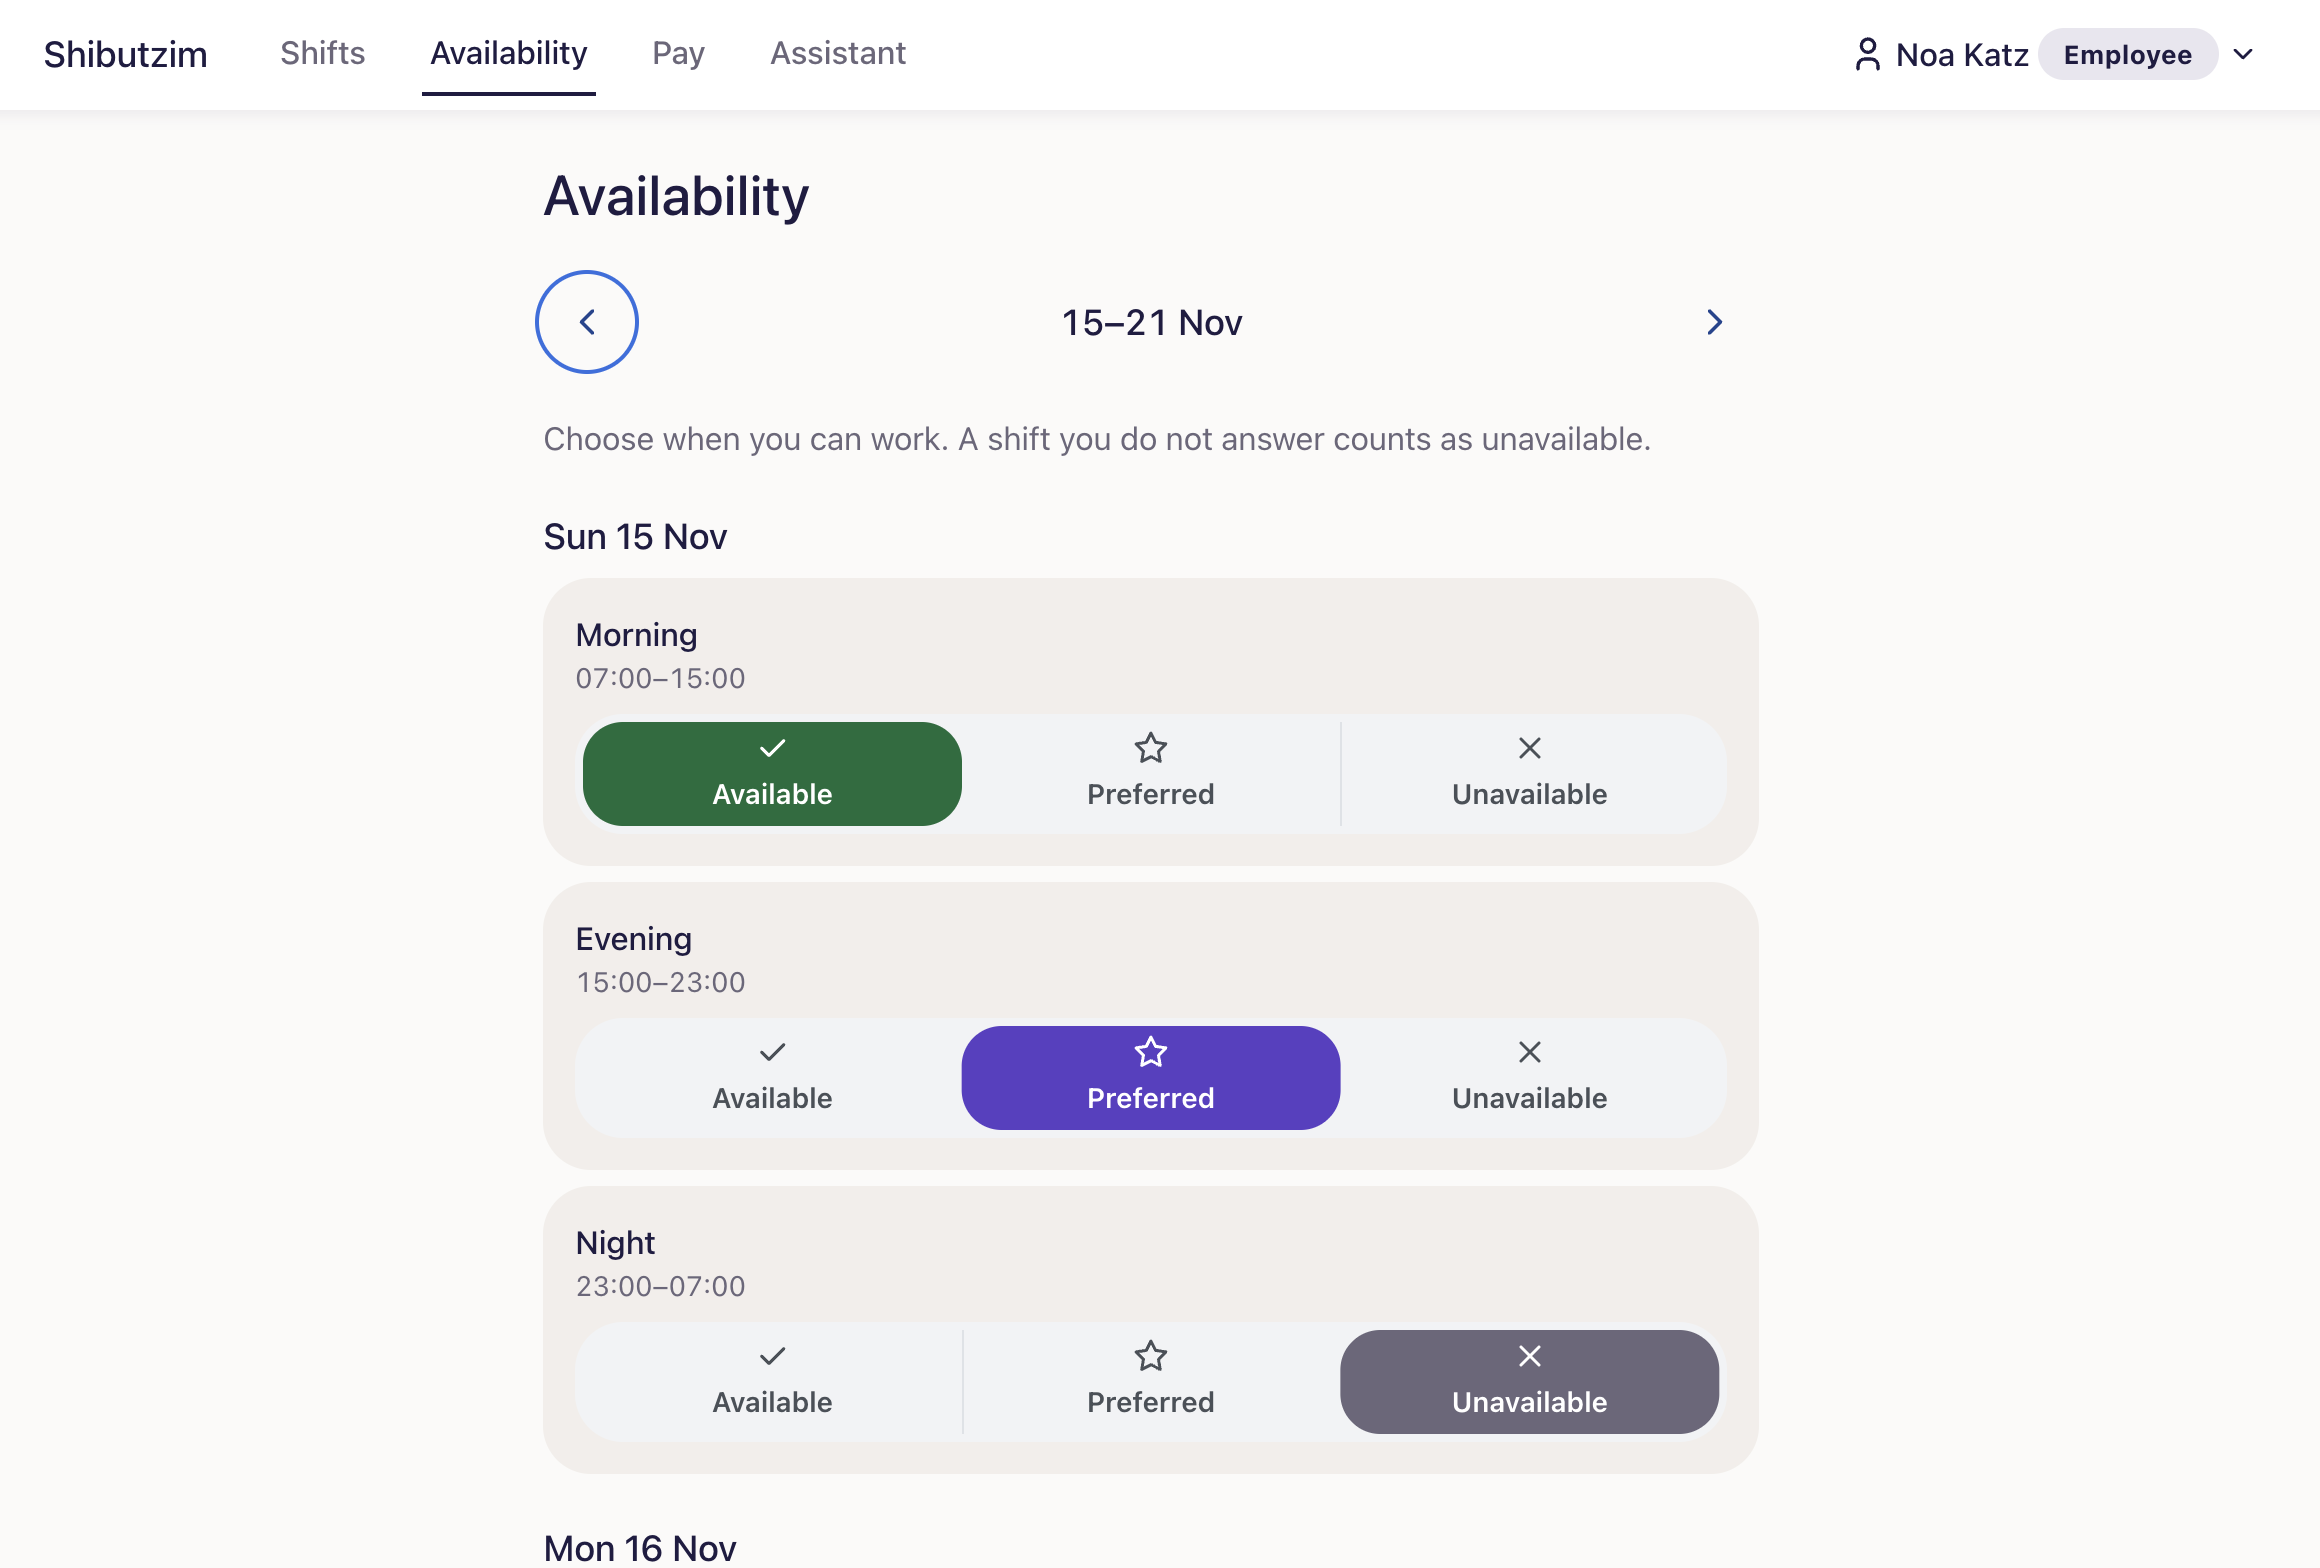 Shibutzim Shifts Availability Pay Assistant Noa Katz Employee
Availability
15–21 Nov
Choose when you can work. A shift you do not answer counts as unavailable.
Sun 15 Nov
Morning
07:00–15:00
Available Preferred Unavailable
Evening
15:00–23:00
Available Preferred Unavailable
Night
23:00–07:00
Available Preferred Unavailable
Mon 16 Nov